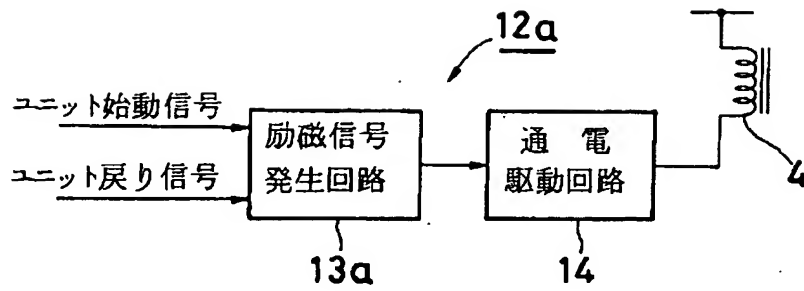 12a
ユニット始動信号
ユニット戻り信号
励磁信号
発生回路
通電
駆動回路
4
13a
14